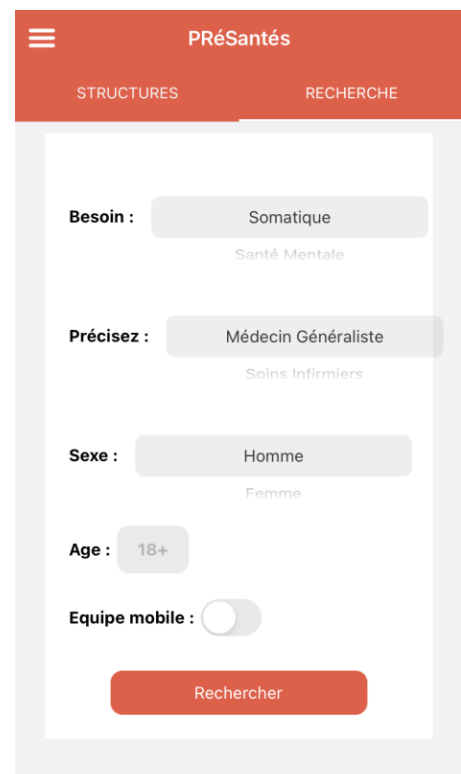 PRéSantés
STRUCTURES RECHERCHE
Besoin : Somatique
Santé Mentale
Précisez : Médecin Généraliste
Soins Infirmiers
Sexe : Homme
Femme
Age : 18+
Equipe mobile :
Rechercher